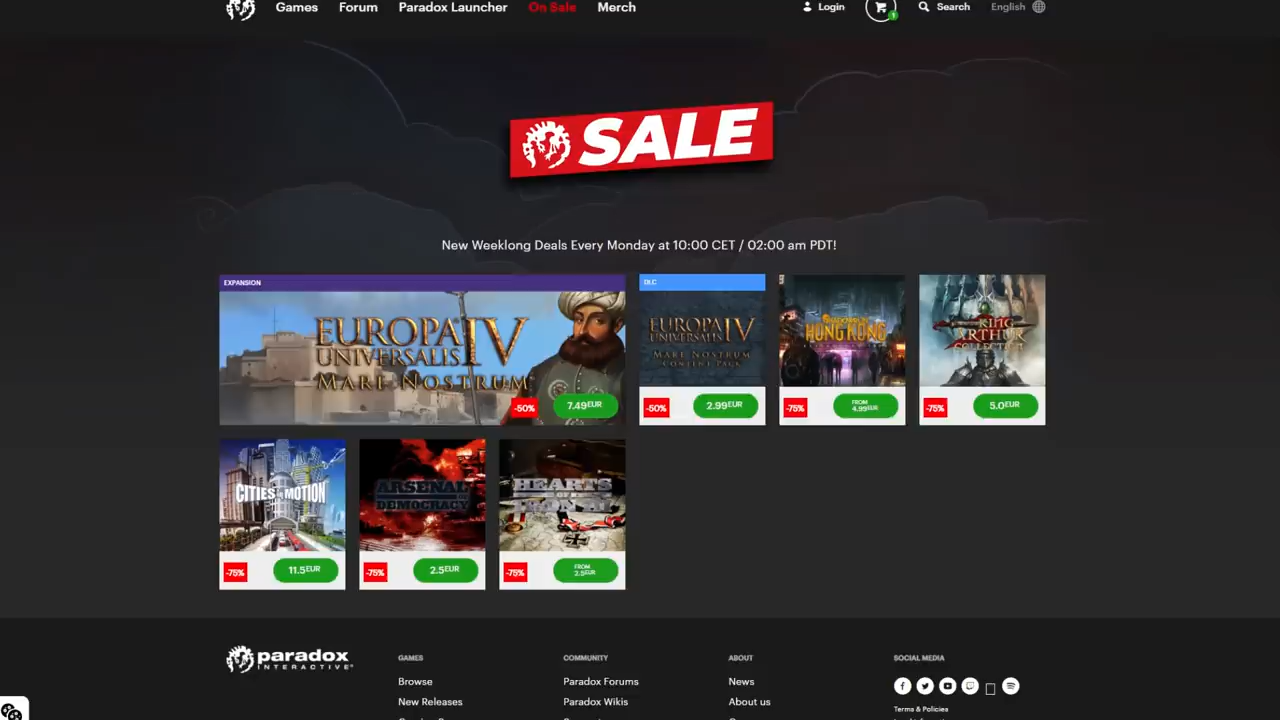 Games Forum Paradox Launcher On Sale Merch Login 1 Search English
SALE
New Weeklong Deals Every Monday at 10:00 CET / 02:00 am PDT!
EXPANSION
EUROPA UNIVERSALIS IV
MARE NOSTRUM
-50% 7.49EUR
DLC
EUROPA UNIVERSALIS IV
MARE NOSTRUM
CONTENT PACK
-50% 2.99EUR
HONG KONG
-75% FROM 4.99EUR
KING ARTHUR COLLECTION
-75% 5.0EUR
CITIES IN MOTION
-75% 11.5EUR
ARSENAL OF DEMOCRACY
-75% 2.5EUR
HEARTS OF IRON III
-75% FROM 2.5EUR
paradox
INTERACTIVE
GAMES COMMUNITY ABOUT SOCIAL MEDIA
Browse Paradox Forums News
New Releases Paradox Wikis About us
Terms & Policies